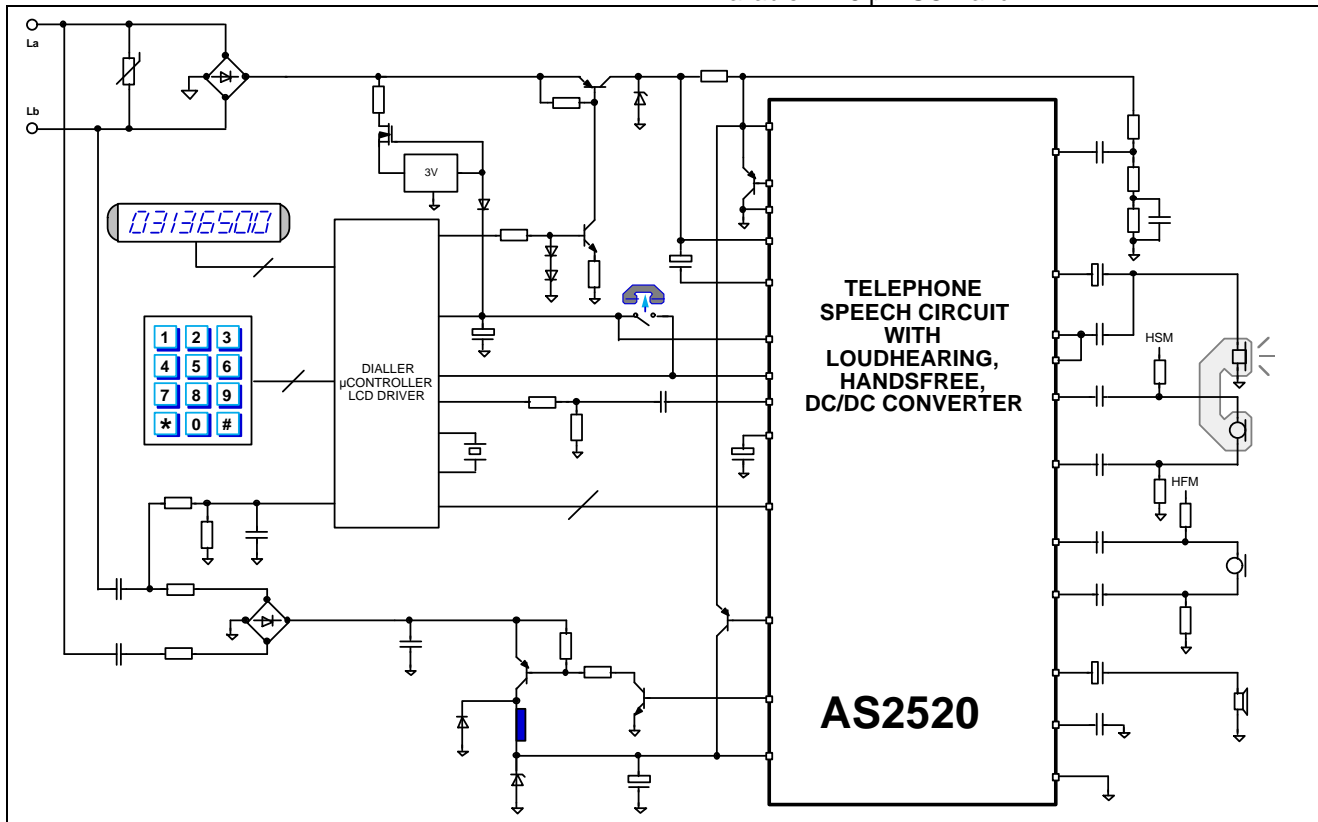 La
Lb
3V
03136500
1 2 3
4 5 6
7 8 9
* 0 #
DIALLER
µCONTROLLER
LCD DRIVER
TELEPHONE
SPEECH CIRCUIT
WITH
LOUDHEARING,
HANDSFREE,
DC/DC CONVERTER
HSM
HFM
AS2520